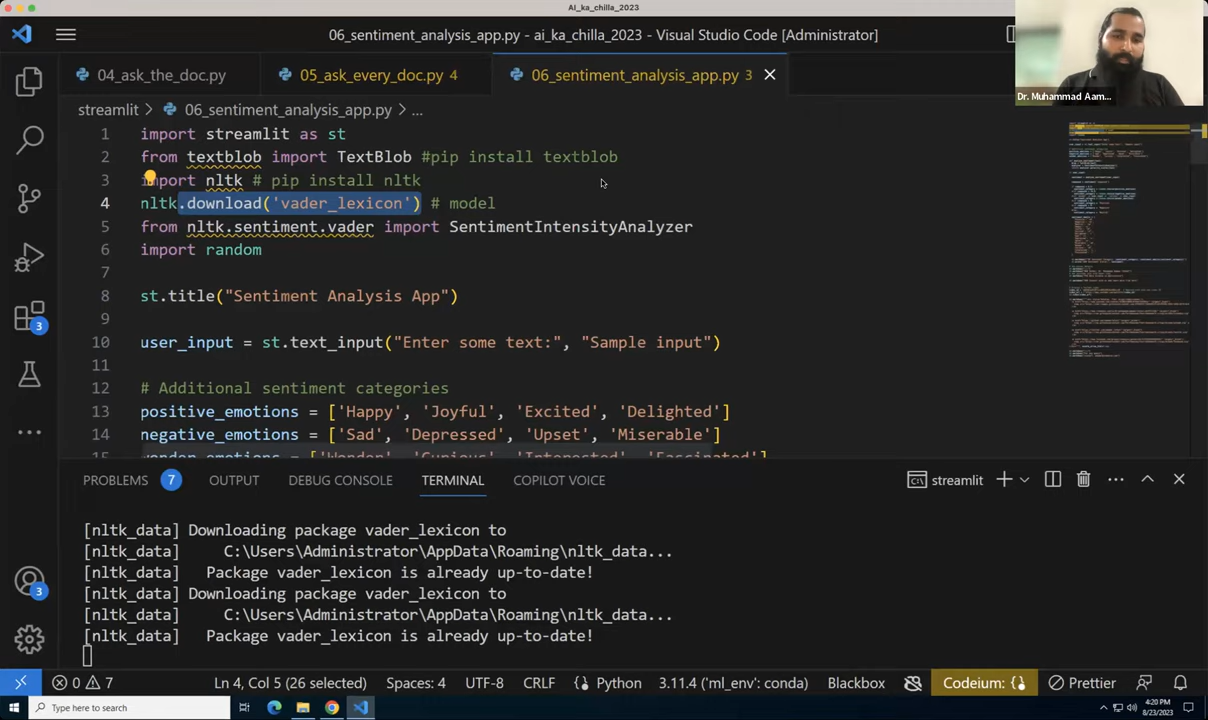 AI_ka_chilla_2023
06_sentiment_analysis_app.py - ai_ka_chilla_2023 - Visual Studio Code [Administrator]
04_ask_the_doc.py
05_ask_every_doc.py 4
06_sentiment_analysis_app.py 3
Dr. Muhammad Aam...
streamlit > 06_sentiment_analysis_app.py > ...
1 import streamlit as st
2 from textblob import TextBlob #pip install textblob
3 import nltk # pip install nltk
4 nltk.download('vader_lexicon') # model
5 from nltk.sentiment.vader import SentimentIntensityAnalyzer
6 import random
7
8 st.title("Sentiment Analysis App")
9
10 user_input = st.text_input("Enter some text:", "Sample input")
11
12 # Additional sentiment categories
13 positive_emotions = ['Happy', 'Joyful', 'Excited', 'Delighted']
14 negative_emotions = ['Sad', 'Depressed', 'Upset', 'Miserable']
15 wonder_emotions = ['Wonder', 'Curious', 'Interested', 'Fascinated']
3
PROBLEMS 7 OUTPUT DEBUG CONSOLE TERMINAL COPILOT VOICE streamlit
[nltk_data] Downloading package vader_lexicon to
[nltk_data] C:\Users\Administrator\AppData\Roaming\nltk_data...
[nltk_data] Package vader_lexicon is already up-to-date!
[nltk_data] Downloading package vader_lexicon to
[nltk_data] C:\Users\Administrator\AppData\Roaming\nltk_data...
[nltk_data] Package vader_lexicon is already up-to-date!
3
0 7 Ln 4, Col 5 (26 selected) Spaces: 4 UTF-8 CRLF {} Python 3.11.4 ('ml_env': conda) Blackbox Codeium: {} Prettier
Type here to search
4:20 PM
8/23/2023